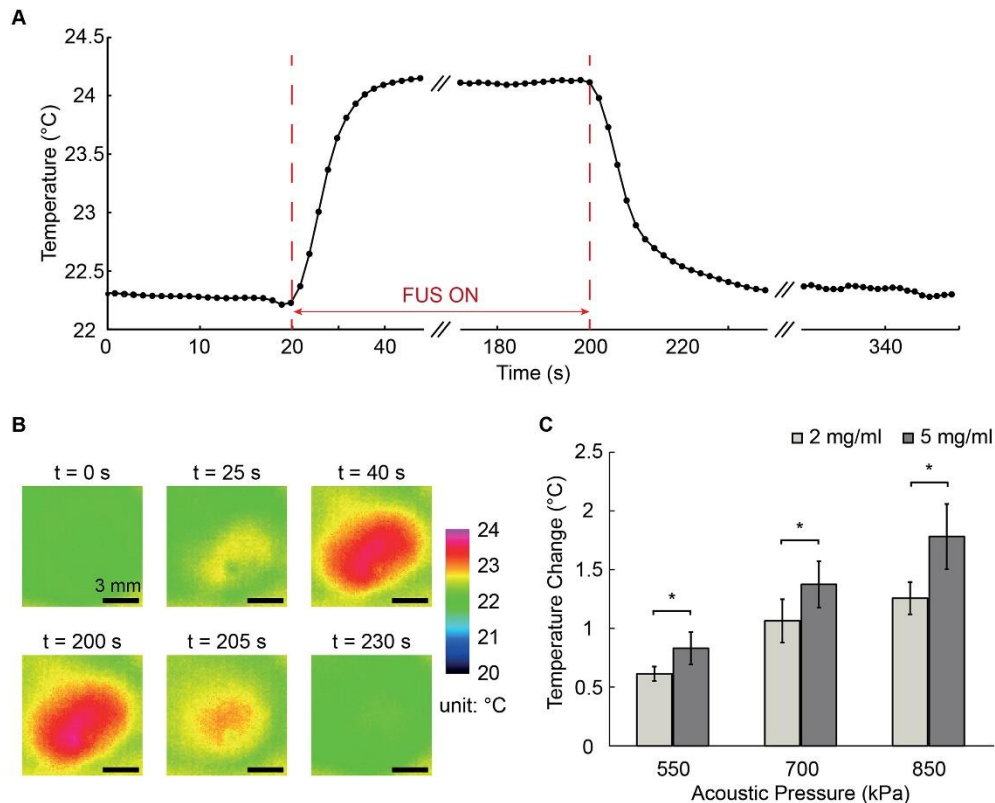 A
24.5
24
23.5
23
22.5
22
Temperature (°C)
FUS ON
0 10 20 40 180 200 220 340
Time (s)
B
t = 0 s t = 25 s t = 40 s
3 mm
t = 200 s t = 205 s t = 230 s
24
23
22
21
20
unit: °C
C
2 mg/ml 5 mg/ml
2.5
2
1.5
1
0.5
0
Temperature Change (°C)
* * *
550 700 850
Acoustic Pressure (kPa)